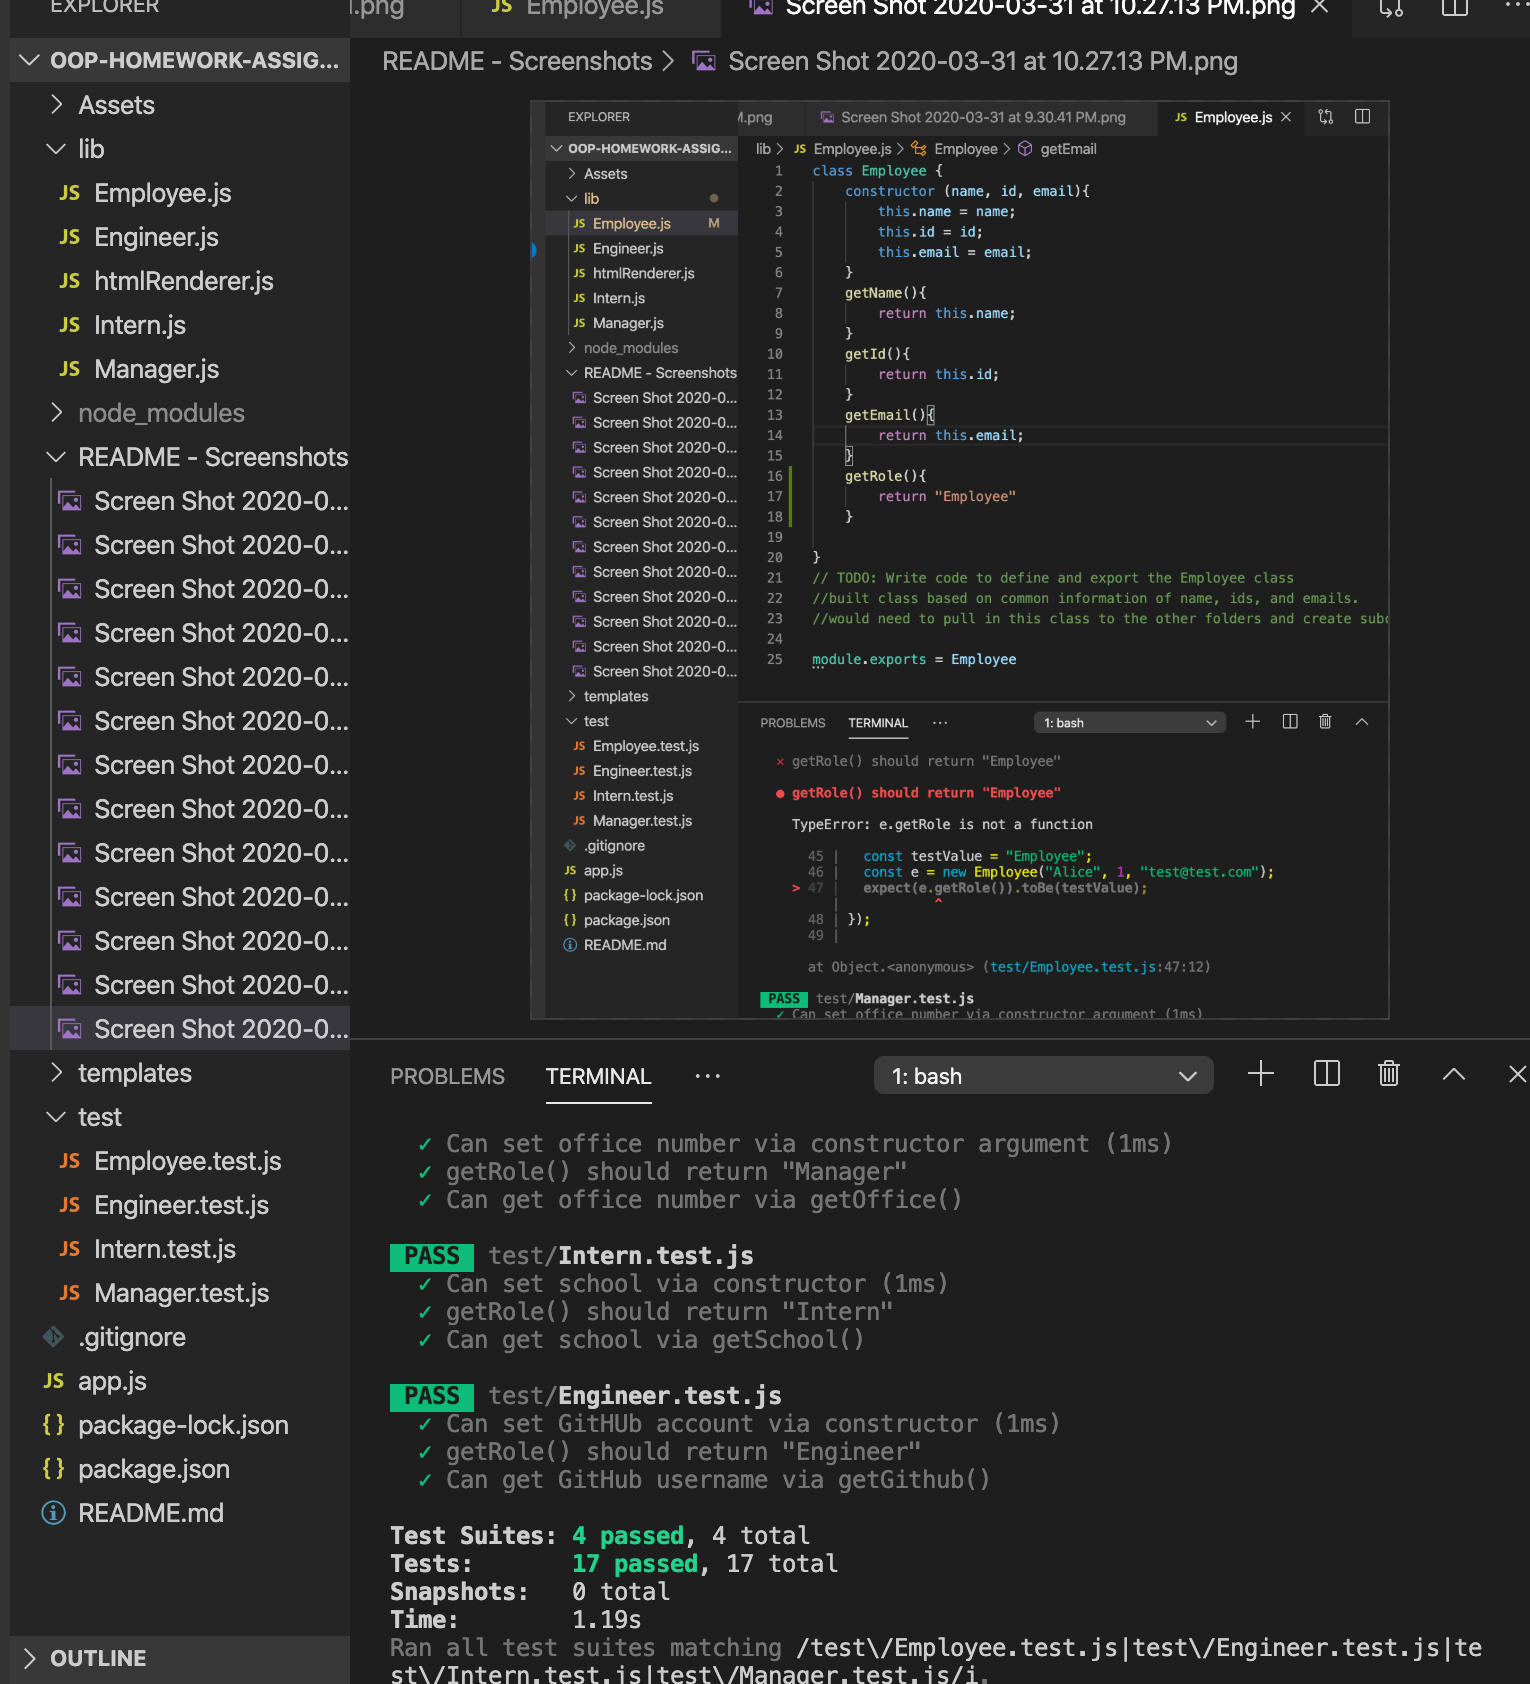 EXPLORER
OOP-HOMEWORK-ASSIG...
Assets
lib
JS Employee.js
JS Engineer.js
JS htmlRenderer.js
JS Intern.js
JS Manager.js
node_modules
README - Screenshots
Screen Shot 2020-0...
Screen Shot 2020-0...
Screen Shot 2020-0...
Screen Shot 2020-0...
Screen Shot 2020-0...
Screen Shot 2020-0...
Screen Shot 2020-0...
Screen Shot 2020-0...
Screen Shot 2020-0...
Screen Shot 2020-0...
Screen Shot 2020-0...
Screen Shot 2020-0...
Screen Shot 2020-0...
templates
test
JS Employee.test.js
JS Engineer.test.js
JS Intern.test.js
JS Manager.test.js
.gitignore
JS app.js
{} package-lock.json
{} package.json
README.md
OUTLINE
l.png JS Employee.js Screen Shot 2020-03-31 at 10.27.13 PM.png
README - Screenshots > Screen Shot 2020-03-31 at 10.27.13 PM.png
EXPLORER
OOP-HOMEWORK-ASSIG...
Assets
lib
JS Employee.js M
JS Engineer.js
JS htmlRenderer.js
JS Intern.js
JS Manager.js
node_modules
README - Screenshots
Screen Shot 2020-0...
Screen Shot 2020-0...
Screen Shot 2020-0...
Screen Shot 2020-0...
Screen Shot 2020-0...
Screen Shot 2020-0...
Screen Shot 2020-0...
Screen Shot 2020-0...
Screen Shot 2020-0...
Screen Shot 2020-0...
Screen Shot 2020-0...
Screen Shot 2020-0...
templates
test
JS Employee.test.js
JS Engineer.test.js
JS Intern.test.js
JS Manager.test.js
.gitignore
JS app.js
{} package-lock.json
{} package.json
README.md
M.png Screen Shot 2020-03-31 at 9.30.41 PM.png JS Employee.js
lib > JS Employee.js > Employee > getEmail
1 class Employee {
2 constructor (name, id, email){
3 this.name = name;
4 this.id = id;
5 this.email = email;
6 }
7 getName(){
8 return this.name;
9 }
10 getId(){
11 return this.id;
12 }
13 getEmail(){
14 return this.email;
15 }
16 getRole(){
17 return "Employee"
18 }
19
20 }
21 // TODO: Write code to define and export the Employee class
22 //built class based on common information of name, ids, and emails.
23 //would need to pull in this class to the other folders and create
24
25 module.exports = Employee
PROBLEMS TERMINAL ... 1: bash
× getRole() should return "Employee"
● getRole() should return "Employee"
TypeError: e.getRole is not a function
45 | const testValue = "Employee";
46 | const e = new Employee("Alice", 1, "test@test.com");
> 47 | expect(e.getRole()).toBe(testValue);
| ^
48 | });
49 |
at Object.<anonymous> (test/Employee.test.js:47:12)
PASS test/Manager.test.js
✓ Can set office number via constructor argument (1ms)
PROBLEMS TERMINAL ... 1: bash
✓ Can set office number via constructor argument (1ms)
✓ getRole() should return "Manager"
✓ Can get office number via getOffice()
PASS test/Intern.test.js
✓ Can set school via constructor (1ms)
✓ getRole() should return "Intern"
✓ Can get school via getSchool()
PASS test/Engineer.test.js
✓ Can set GitHUb account via constructor (1ms)
✓ getRole() should return "Engineer"
✓ Can get GitHub username via getGithub()
Test Suites: 4 passed, 4 total
Tests: 17 passed, 17 total
Snapshots: 0 total
Time: 1.19s
Ran all test suites matching /test\/Employee.test.js|test\/Engineer.test.js|te
st\/Intern.test.js|test\/Manager.test.js/i.